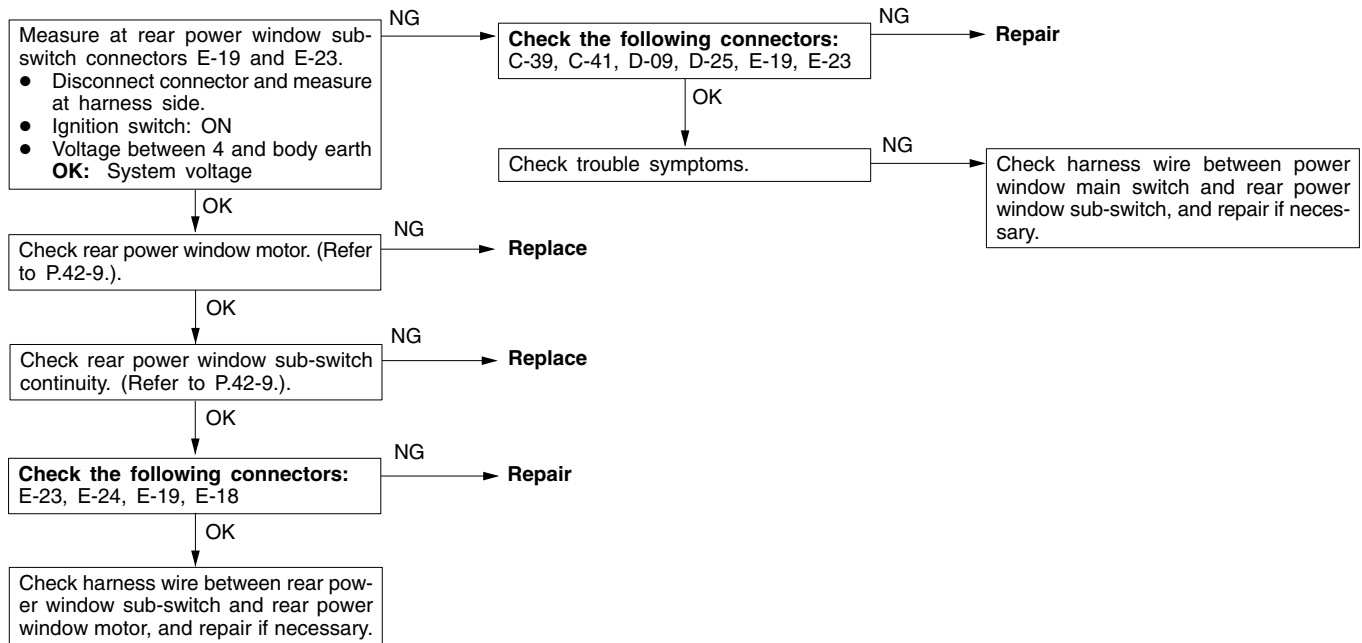 Measure at rear power window sub-
switch connectors E-19 and E-23.
● Disconnect connector and measure
at harness side.
● Ignition switch: ON
● Voltage between 4 and body earth
OK: System voltage
NG
Check the following connectors:
C-39, C-41, D-09, D-25, E-19, E-23
NG
Repair
OK
Check trouble symptoms.
NG
Check harness wire between power
window main switch and rear power
window sub-switch, and repair if neces-
sary.
OK
Check rear power window motor. (Refer
to P.42-9.).
NG
Replace
OK
Check rear power window sub-switch
continuity. (Refer to P.42-9.).
NG
Replace
OK
Check the following connectors:
E-23, E-24, E-19, E-18
NG
Repair
OK
Check harness wire between rear pow-
er window sub-switch and rear power
window motor, and repair if necessary.